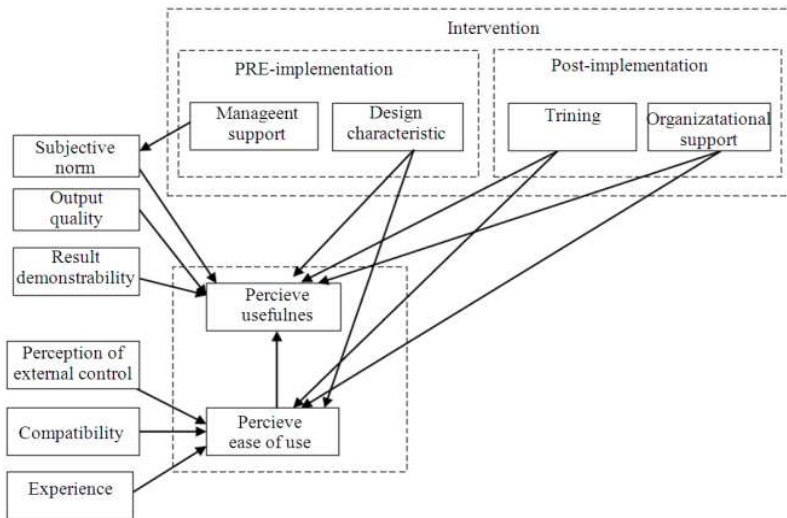 Intervention
PRE-implementation
Post-implementation
Manageent
support
Design
characteristic
Trining
Organizatational
support
Subjective
norm
Output
quality
Result
demonstrability
Percieve
usefulnes
Perception of
external control
Compatibility
Percieve
ease of use
Experience